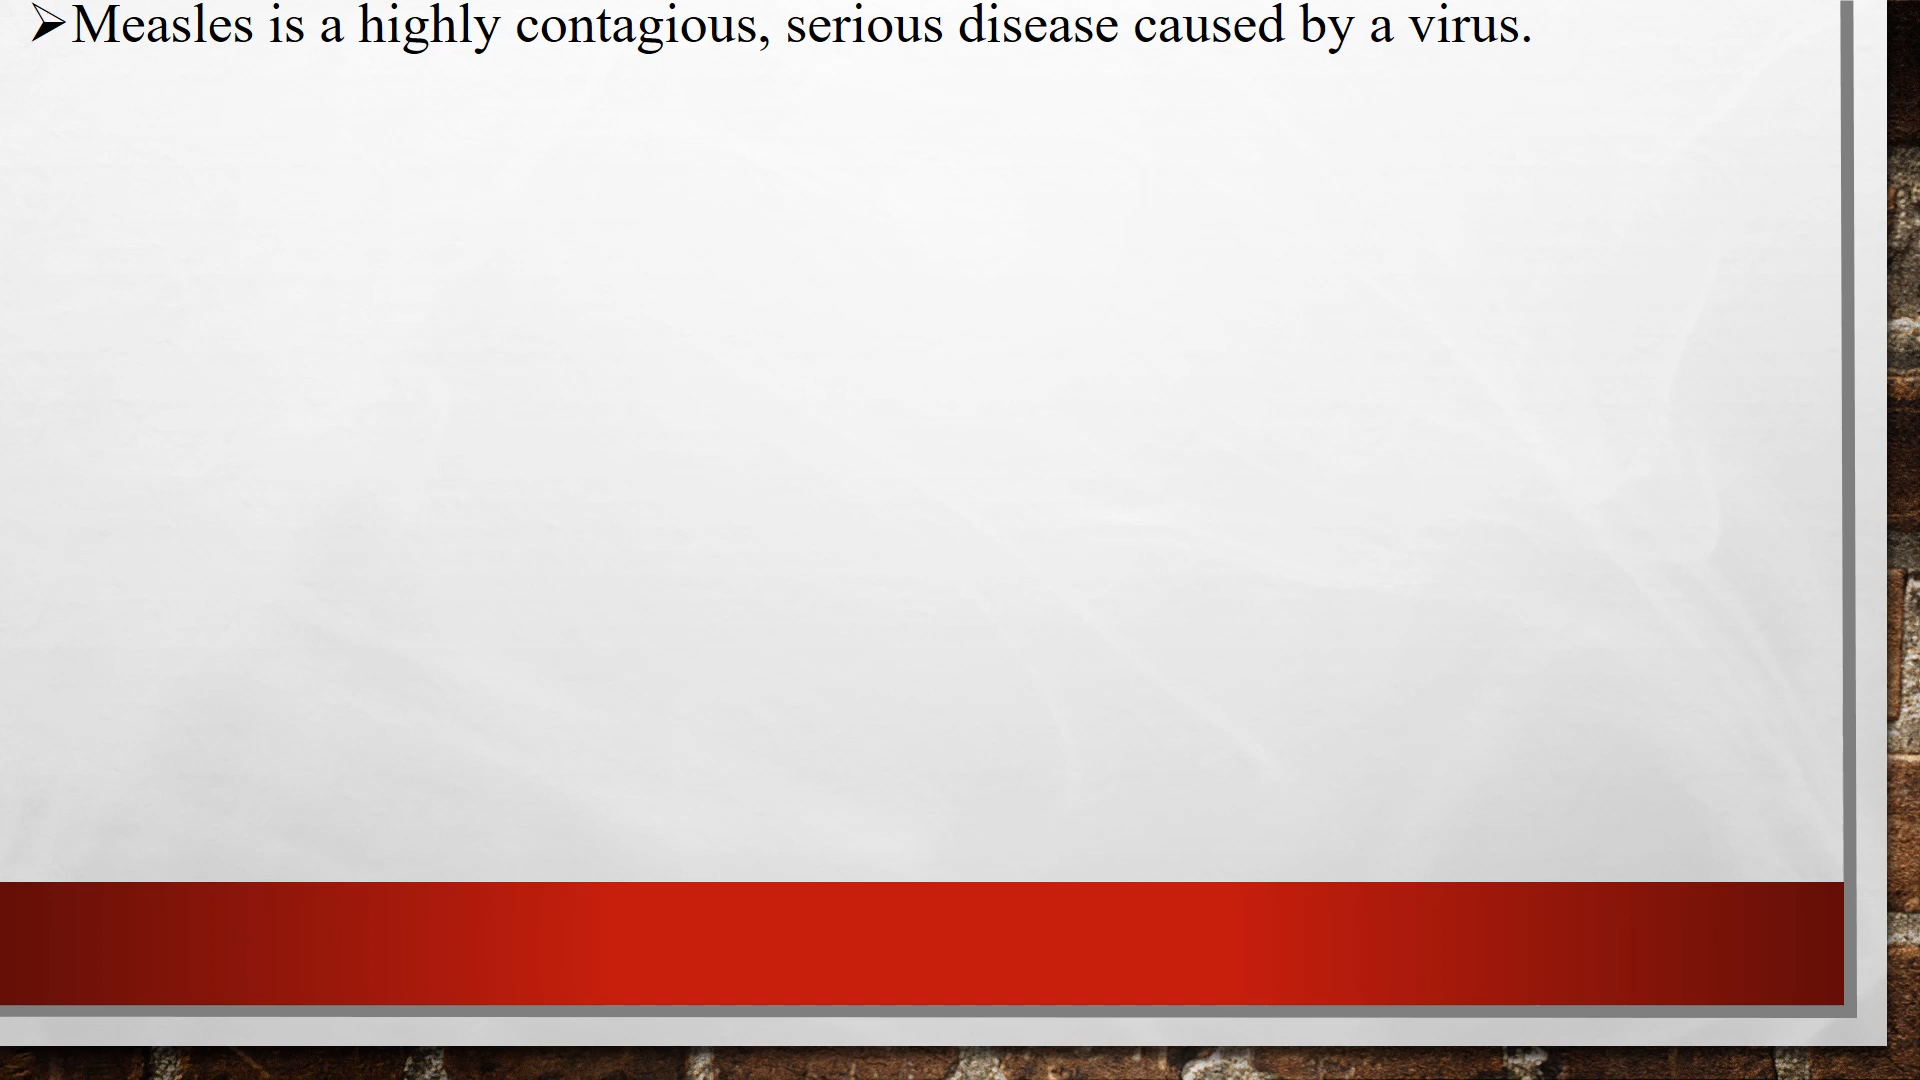 ➢Measles is a highly contagious, serious disease caused by a virus.